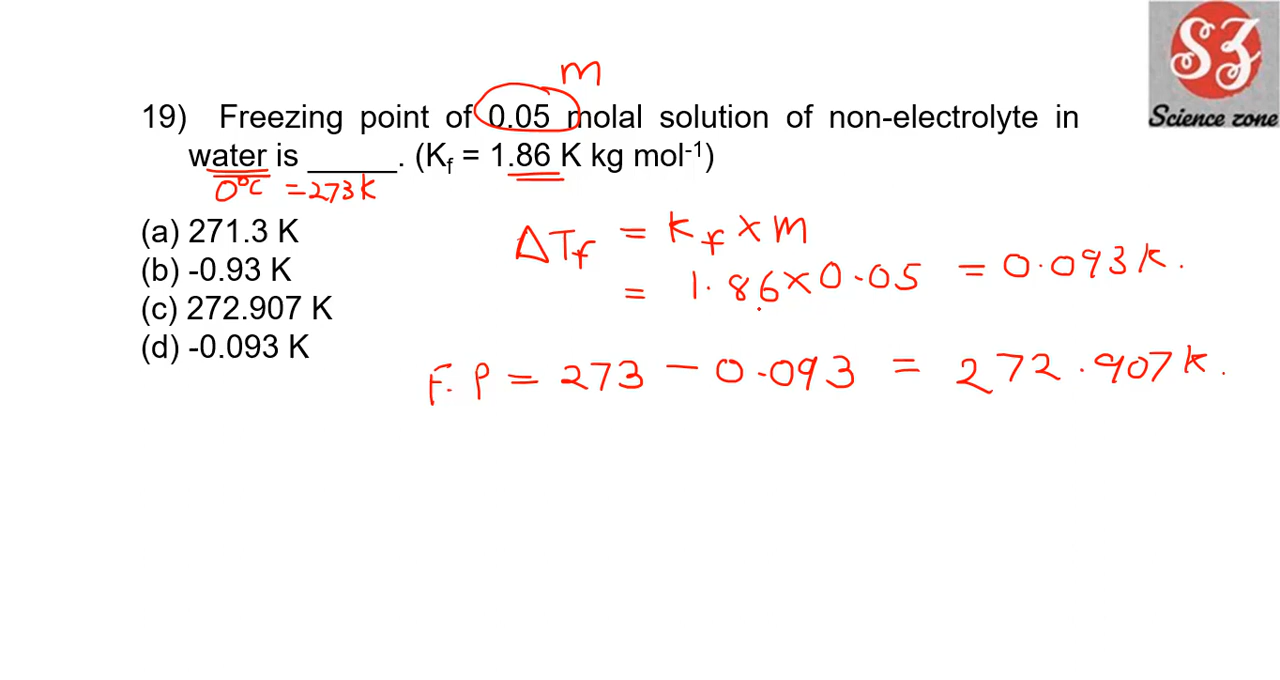 SZ
Science zone
m
19) Freezing point of 0.05 molal solution of non-electrolyte in
water is _____. (Kf = 1.86 K kg mol-1)
0°C = 273 K
(a) 271.3 K
(b) -0.93 K
(c) 272.907 K
(d) -0.093 K
ΔTf = Kf × m
= 1.86 × 0.05 = 0.093 K.
F.P = 273 – 0.093 = 272.907 K.